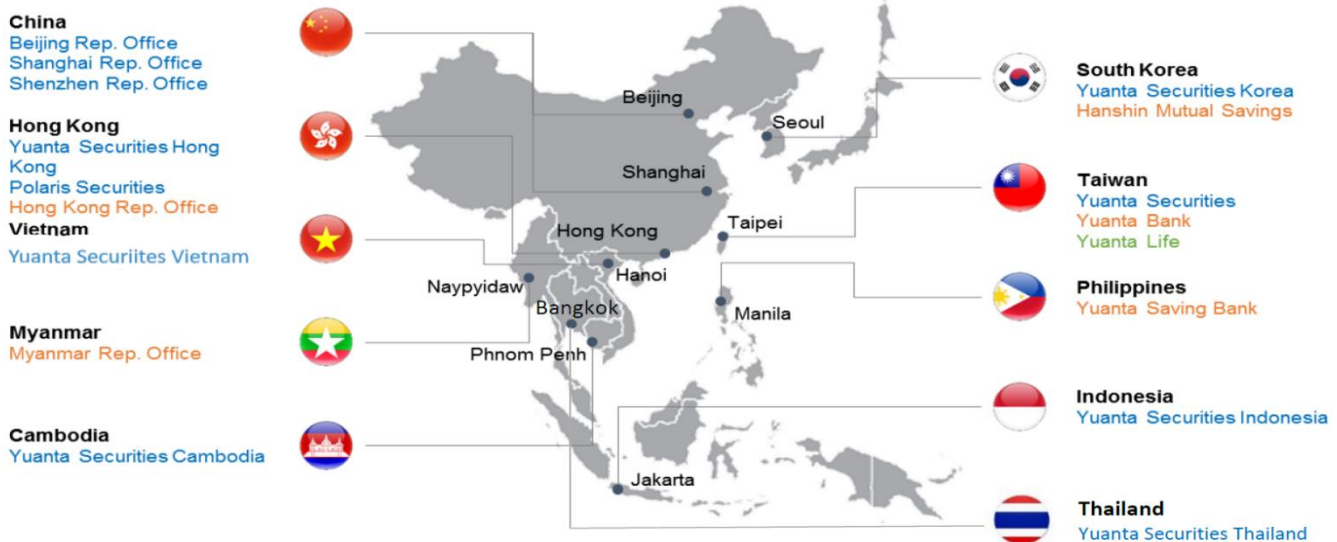 China
Beijing Rep. Office
Shanghai Rep. Office
Shenzhen Rep. Office
Hong Kong
Yuanta Securities Hong
Kong
Polaris Securities
Hong Kong Rep. Office
Vietnam
Yuanta Securiites Vietnam
Myanmar
Myanmar Rep. Office
Cambodia
Yuanta Securities Cambodia
Beijing
Seoul
Shanghai
Taipei
Hong Kong
Hanoi
Naypyidaw
Bangkok
Manila
Phnom Penh
Jakarta
South Korea
Yuanta Securities Korea
Hanshin Mutual Savings
Taiwan
Yuanta Securities
Yuanta Bank
Yuanta Life
Philippines
Yuanta Saving Bank
Indonesia
Yuanta Securities Indonesia
Thailand
Yuanta Securities Thailand